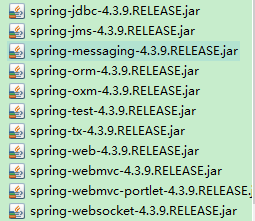 spring-jdbc-4.3.9.RELEASE.jar
spring-jms-4.3.9.RELEASE.jar
spring-messaging-4.3.9.RELEASE.jar
spring-orm-4.3.9.RELEASE.jar
spring-oxm-4.3.9.RELEASE.jar
spring-test-4.3.9.RELEASE.jar
spring-tx-4.3.9.RELEASE.jar
spring-web-4.3.9.RELEASE.jar
spring-webmvc-4.3.9.RELEASE.jar
spring-webmvc-portlet-4.3.9.RELEASE.j
spring-websocket-4.3.9.RELEASE.jar